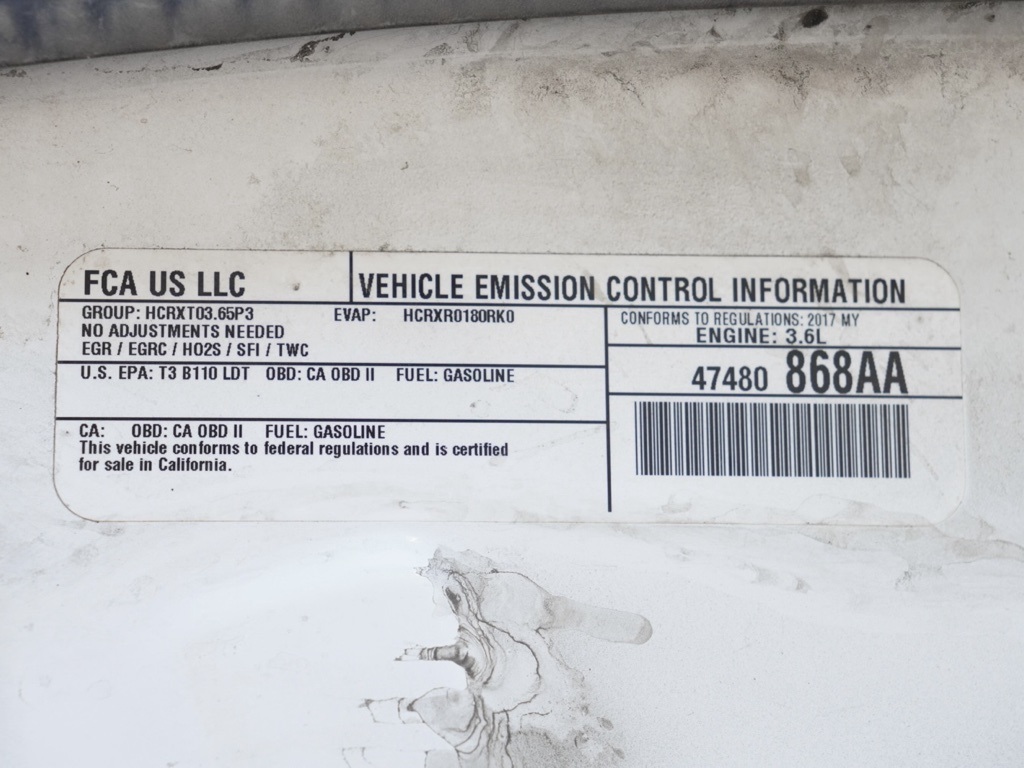 FCA US LLC
VEHICLE EMISSION CONTROL INFORMATION
GROUP: HCRXT03.65P3 EVAP: HCRXR0180RK0
NO ADJUSTMENTS NEEDED
EGR / EGRC / HO2S / SFI / TWC
U.S. EPA: T3 B110 LDT OBD: CA OBD II FUEL: GASOLINE
CA: OBD: CA OBD II FUEL: GASOLINE
This vehicle conforms to federal regulations and is certified
for sale in California.
CONFORMS TO REGULATIONS: 2017 MY
ENGINE: 3.6L
47480 868AA